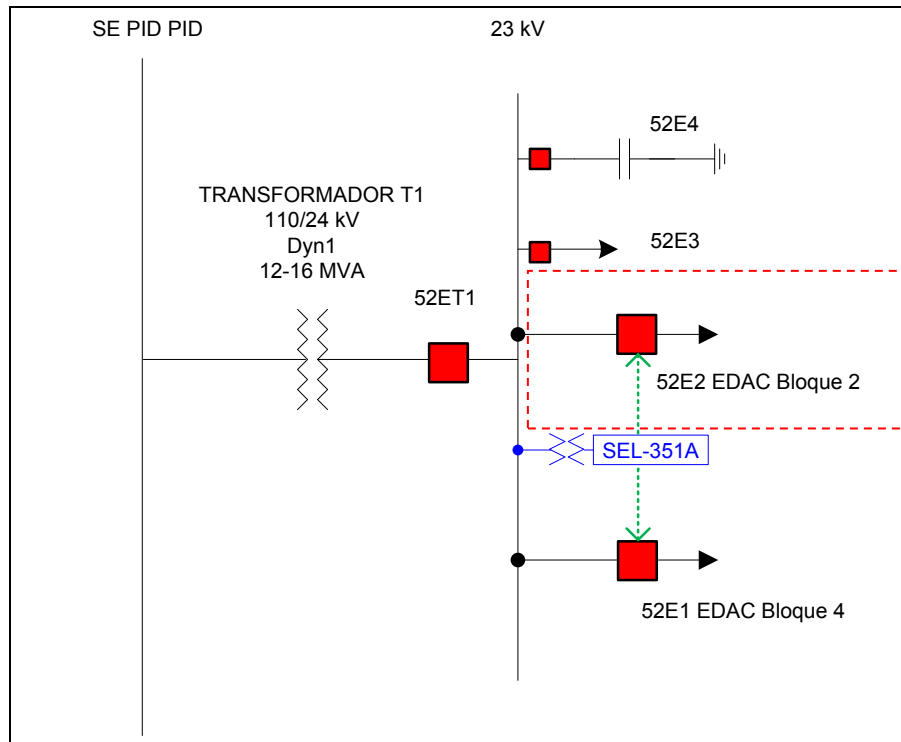 SE PID PID
23 kV
52E4
TRANSFORMADOR T1
110/24 kV
Dyn1
12-16 MVA
52E3
52ET1
52E2 EDAC Bloque 2
SEL-351A
52E1 EDAC Bloque 4